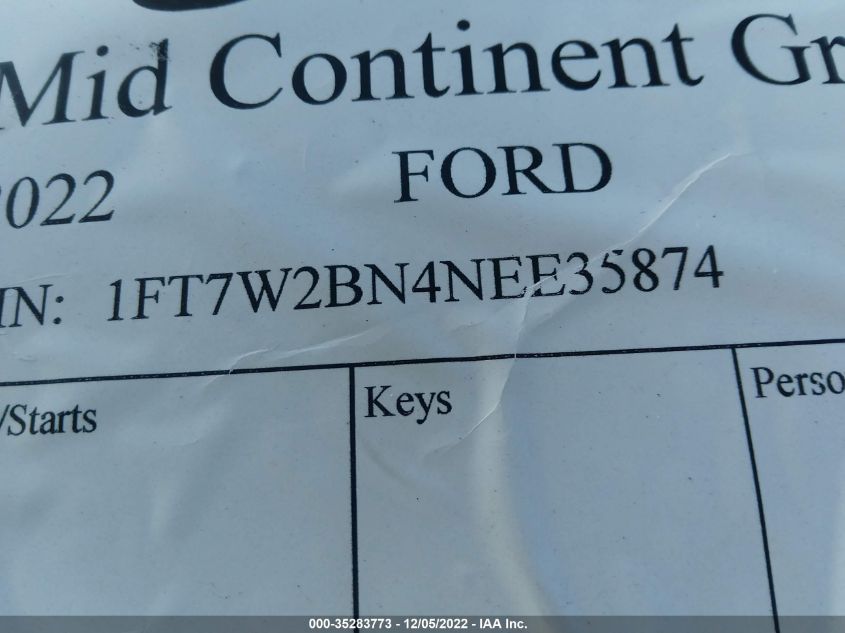 Mid Continent Gr
2022
FORD
IN: 1FT7W2BN4NEE35874
/Starts
Keys
Perso
000-35283773 - 12/05/2022 - IAA Inc.